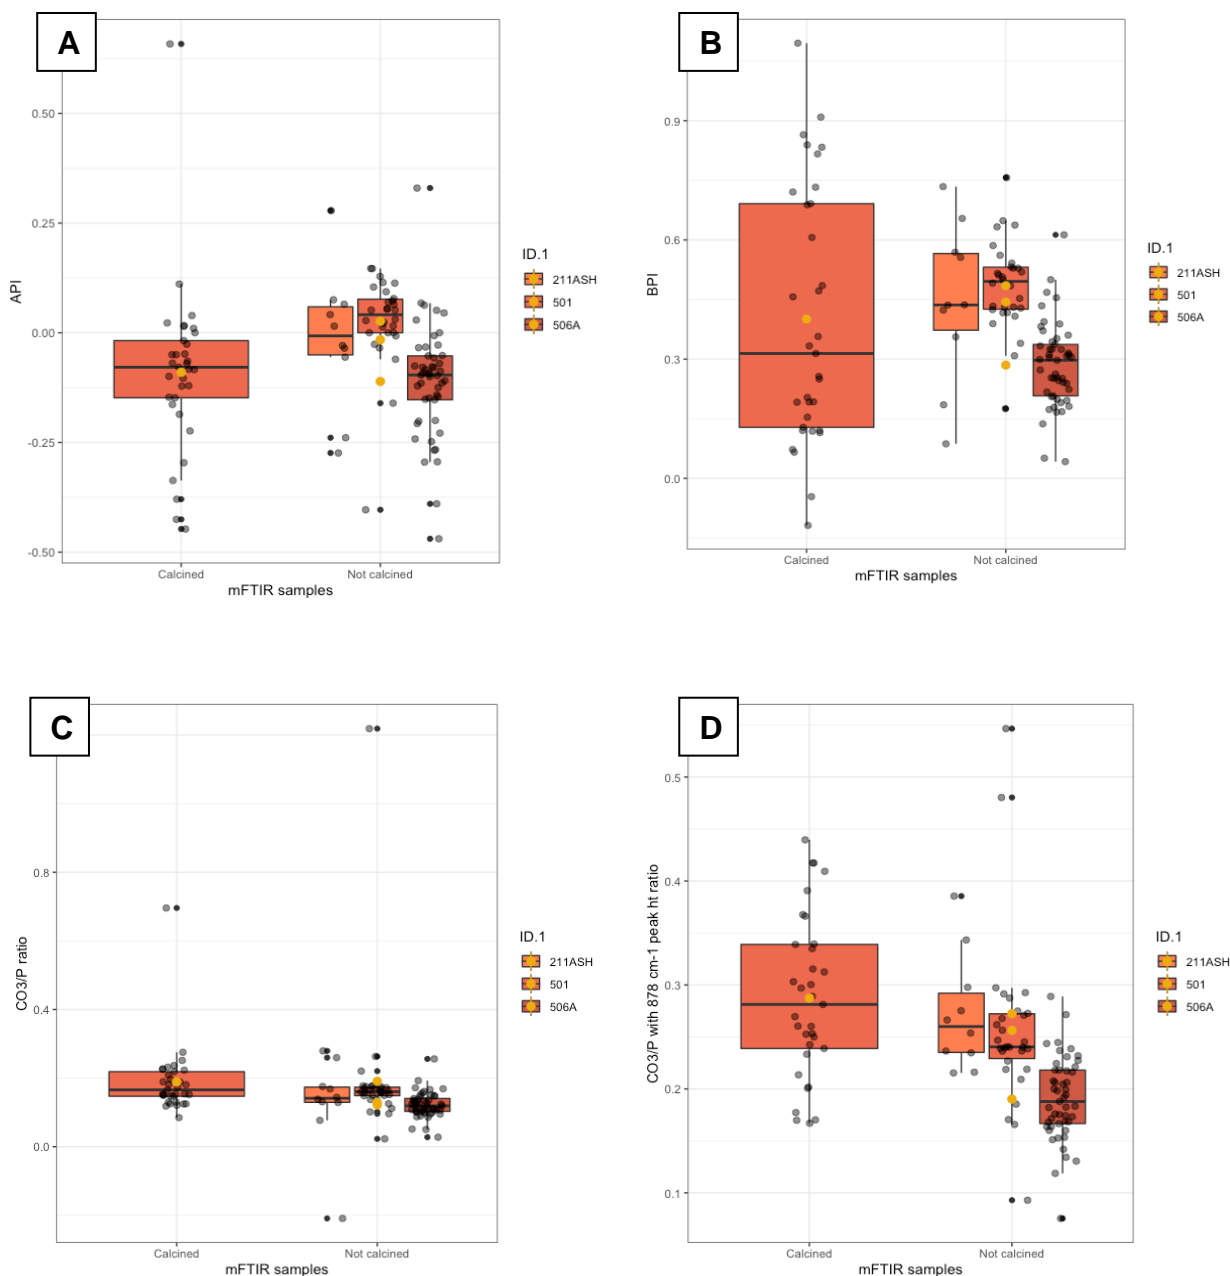 A
API
0.50
0.25
0.00
-0.25
-0.50
Calcined
Not calcined
mFTIR samples
ID.1
211ASH
501
506A
B
BPI
0.9
0.6
0.3
0.0
Calcined
Not calcined
mFTIR samples
ID.1
211ASH
501
506A
C
CO3/P ratio
0.8
0.4
0.0
Calcined
Not calcined
mFTIR samples
ID.1
211ASH
501
506A
D
CO3/P with 878 cm-1 peak ht ratio
0.5
0.4
0.3
0.2
0.1
Calcined
Not calcined
mFTIR samples
ID.1
211ASH
501
506A